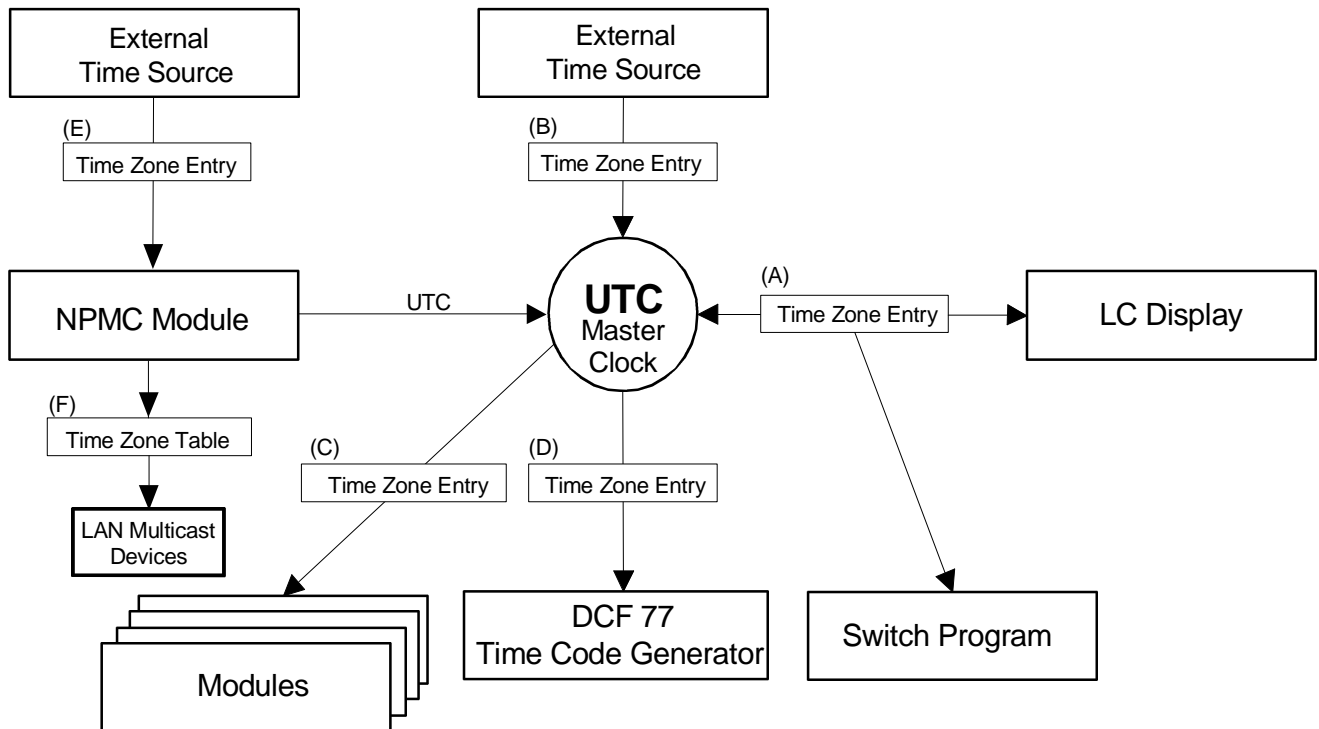 External
Time Source
External
Time Source
(E)
Time Zone Entry
(B)
Time Zone Entry
NPMC Module
UTC
UTC
Master
Clock
(A)
Time Zone Entry
LC Display
(F)
Time Zone Table
(C)
Time Zone Entry
(D)
Time Zone Entry
LAN Multicast
Devices
Modules
DCF 77
Time Code Generator
Switch Program